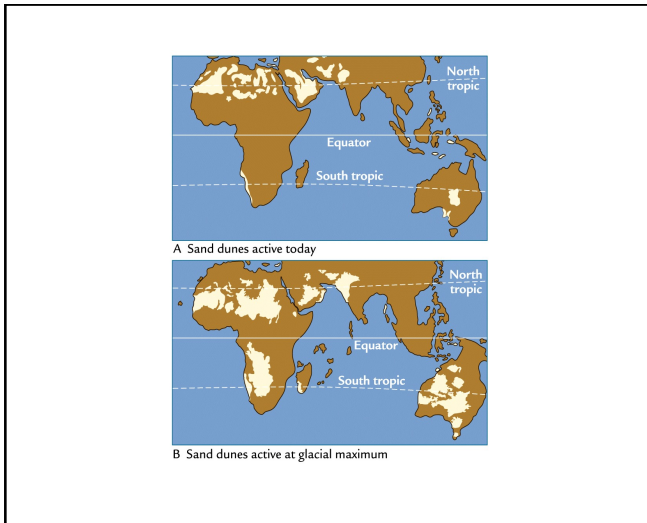 North
tropic
Equator
South tropic
A Sand dunes active today
North
tropic
Equator
South tropic
B Sand dunes active at glacial maximum